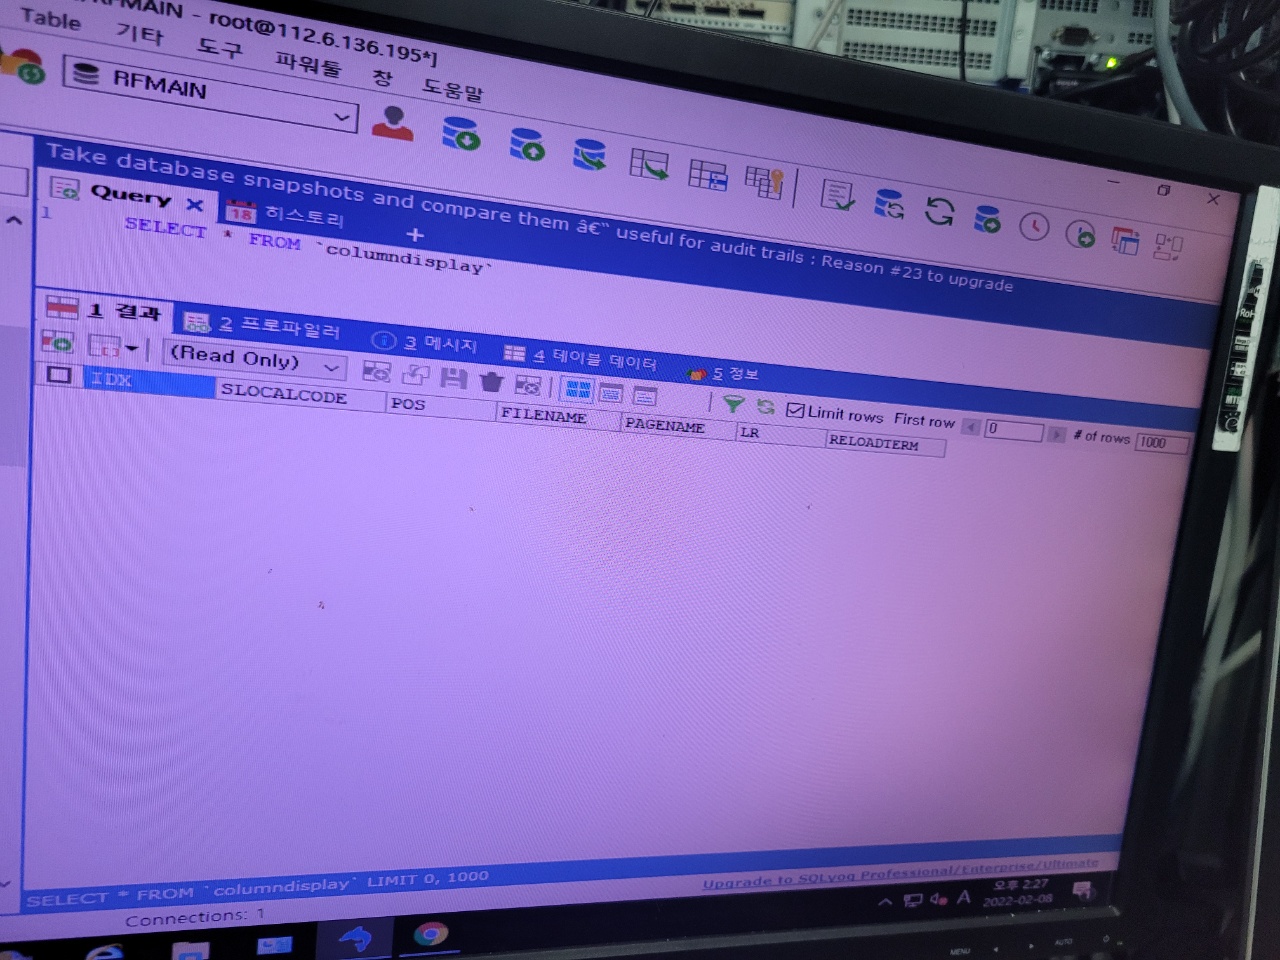 RFMAIN - root@112.6.136.195*]
Table 기타 도구 파워툴 창 도움말
RFMAIN
Take database snapshots and compare them â€“ useful for audit trails : Reason #23 to upgrade
Query 18 히스토리 +
1 SELECT * FROM `columndisplay`
1 결과 2 프로파일러 3 메시지 4 테이블 데이터 5 정보
(Read Only) Limit rows First row 0 # of rows 1000
IDX SLOCALCODE POS FILENAME PAGENAME LR RELOADTERM
SELECT * FROM `columndisplay` LIMIT 0, 1000
Upgrade to SQLyog Professional/Enterprise/Ultimate
Connections: 1
A 오후 2:27
2022-02-08
MENU AUTO